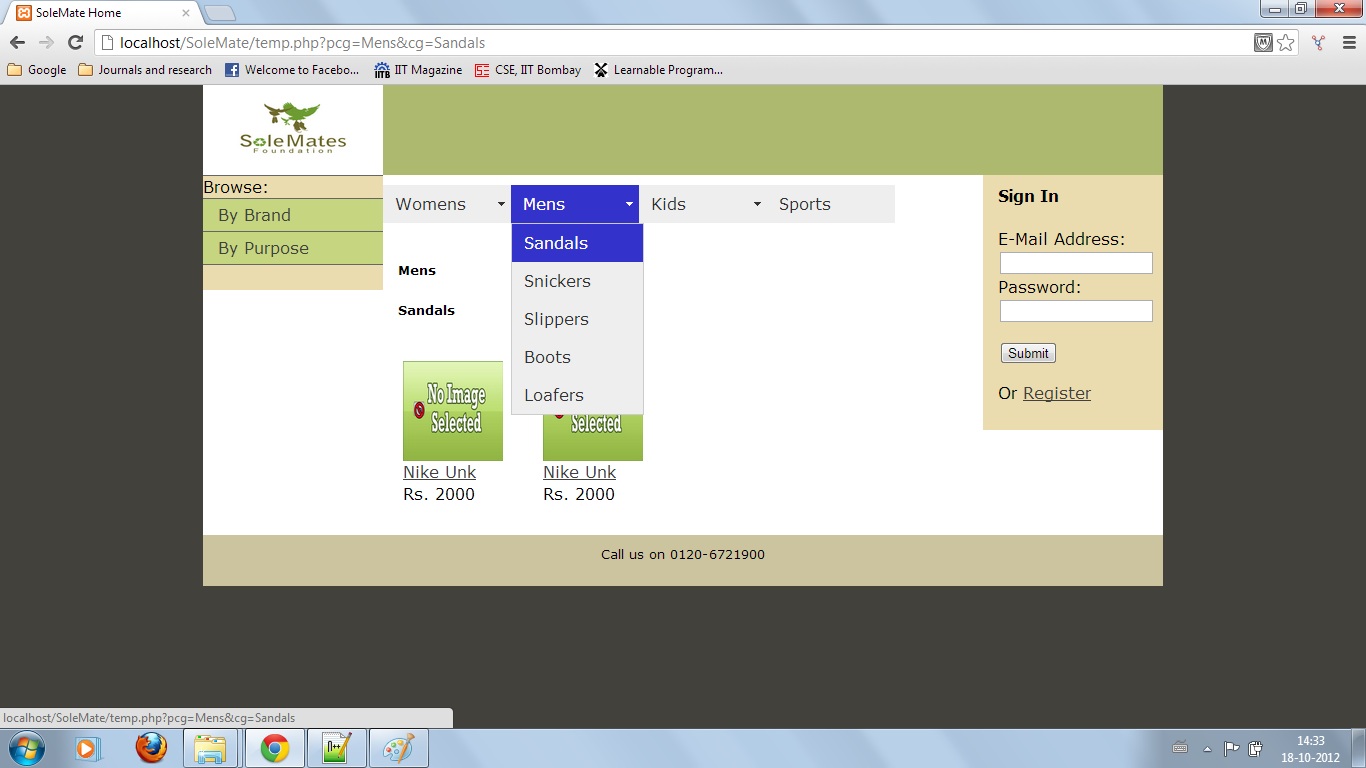 SoleMate Home
localhost/SoleMate/temp.php?pcg=Mens&cg=Sandals
Google Journals and research Welcome to Facebo... IIT Magazine CSE, IIT Bombay Learnable Program...
SoleMates
Foundation
Browse:
By Brand
By Purpose
Womens Mens Kids Sports
Sandals
Snickers
Slippers
Boots
Loafers
Mens
Sandals
No Image
Selected
Nike Unk
Rs. 2000
Selected
Nike Unk
Rs. 2000
Sign In
E-Mail Address:
Password:
Submit
Or Register
Call us on 0120-6721900
localhost/SoleMate/temp.php?pcg=Mens&cg=Sandals
14:33
18-10-2012